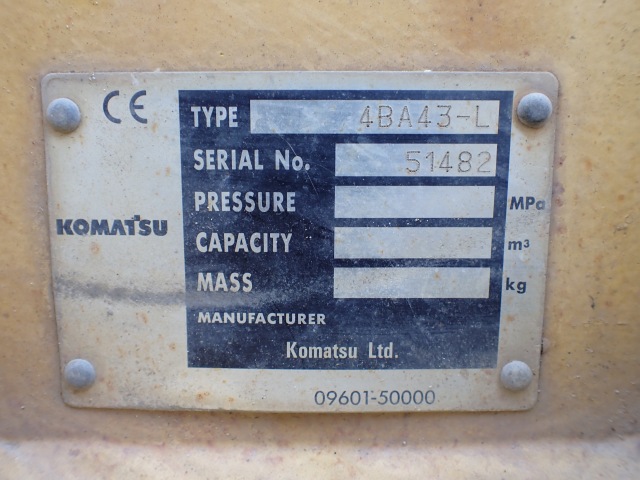 CE
TYPE 4BA43-L
SERIAL No. 51482
PRESSURE MPa
KOMATSU
CAPACITY m³
MASS kg
MANUFACTURER
Komatsu Ltd.
09601-50000